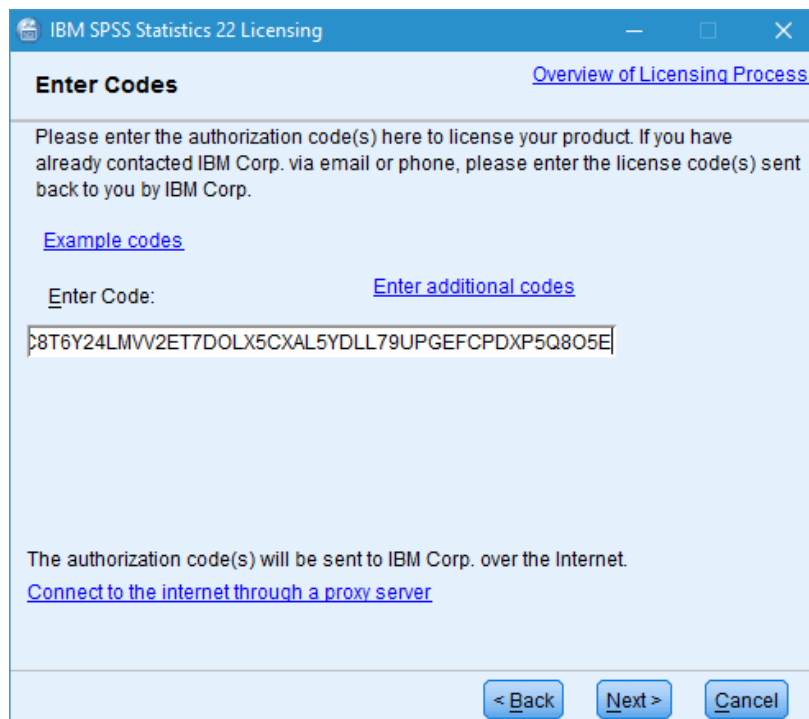 IBM SPSS Statistics 22 Licensing
Enter Codes
Overview of Licensing Process
Please enter the authorization code(s) here to license your product. If you have
already contacted IBM Corp. via email or phone, please enter the license code(s) sent
back to you by IBM Corp.
Example codes
Enter Code:
Enter additional codes
C8T6Y24LMVV2ET7DOLX5CXAL5YDLL79UPGEFCPDXP5Q8O5E
The authorization code(s) will be sent to IBM Corp. over the Internet.
Connect to the internet through a proxy server
< Back
Next >
Cancel